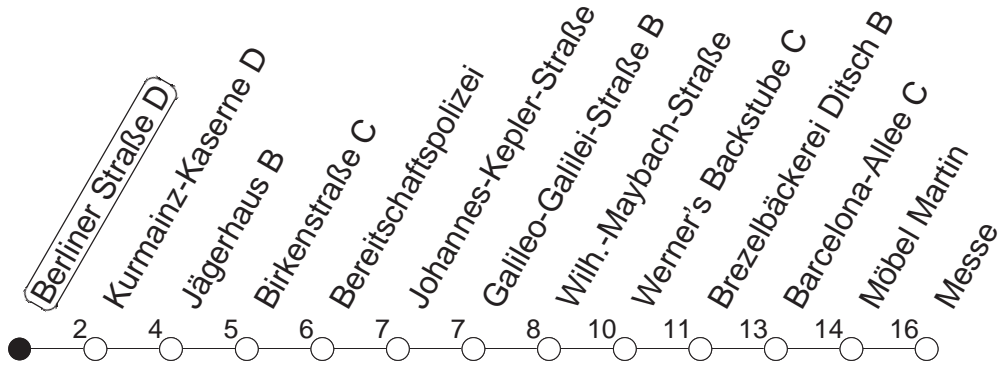 Berliner Straße D
Kurmainz-Kaserne D
Jägerhaus B
Birkenstraße C
Bereitschaftspolizei
Johannes-Kepler-Straße
Galileo-Galilei-Straße B
Wilh.-Maybach-Straße
Werner's Backstube C
Brezelbäckerei Ditsch B
Barcelona-Allee C
Möbel Martin
Messe
2 4 5 6 7 7 8 10 11 13 14 16